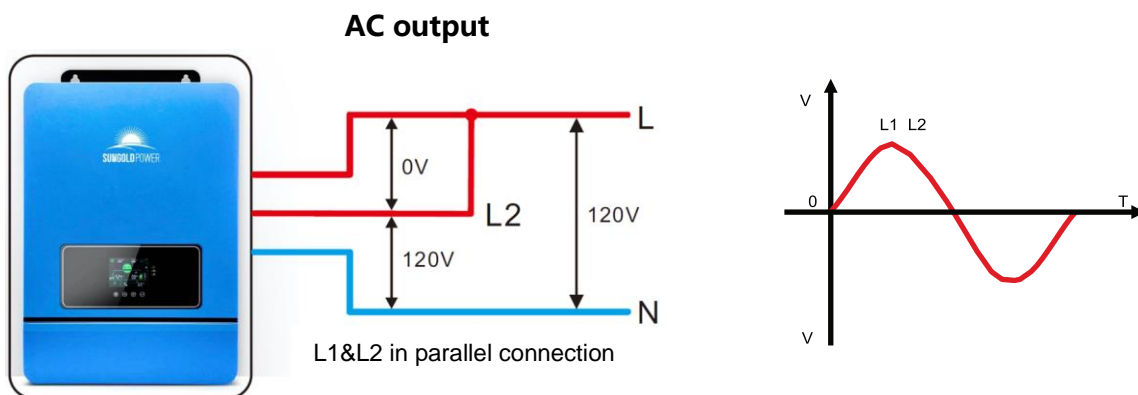 AC output
SUNGOLDPOWER
L
0V
L2
120V
120V
N
L1&L2 in parallel connection
V
L1 L2
0
T
V